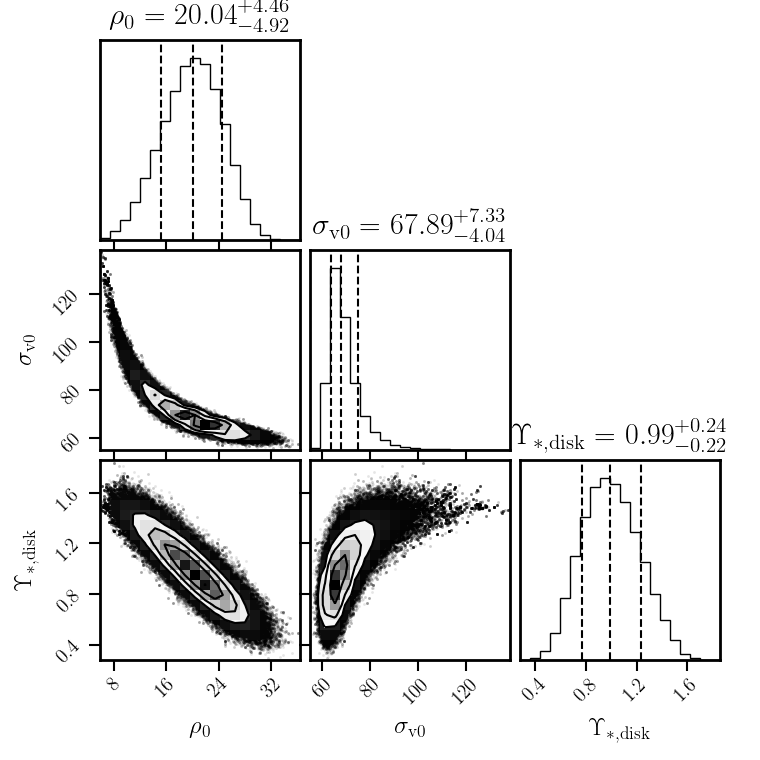 ρ₀ = 20.04⁺⁴·⁴⁶₋₄.₉₂
σᵥ₀ = 67.89⁺⁷·³³₋₄.₀₄
120
100
80
60
σᵥ₀
ϒ*,disk = 0.99⁺⁰·²⁴₋₀.₂₂
1.6
1.2
0.8
0.4
ϒ*,disk
8 16 24 32
60 80 100 120
0.4 0.8 1.2 1.6
ρ₀
σᵥ₀
ϒ*,disk